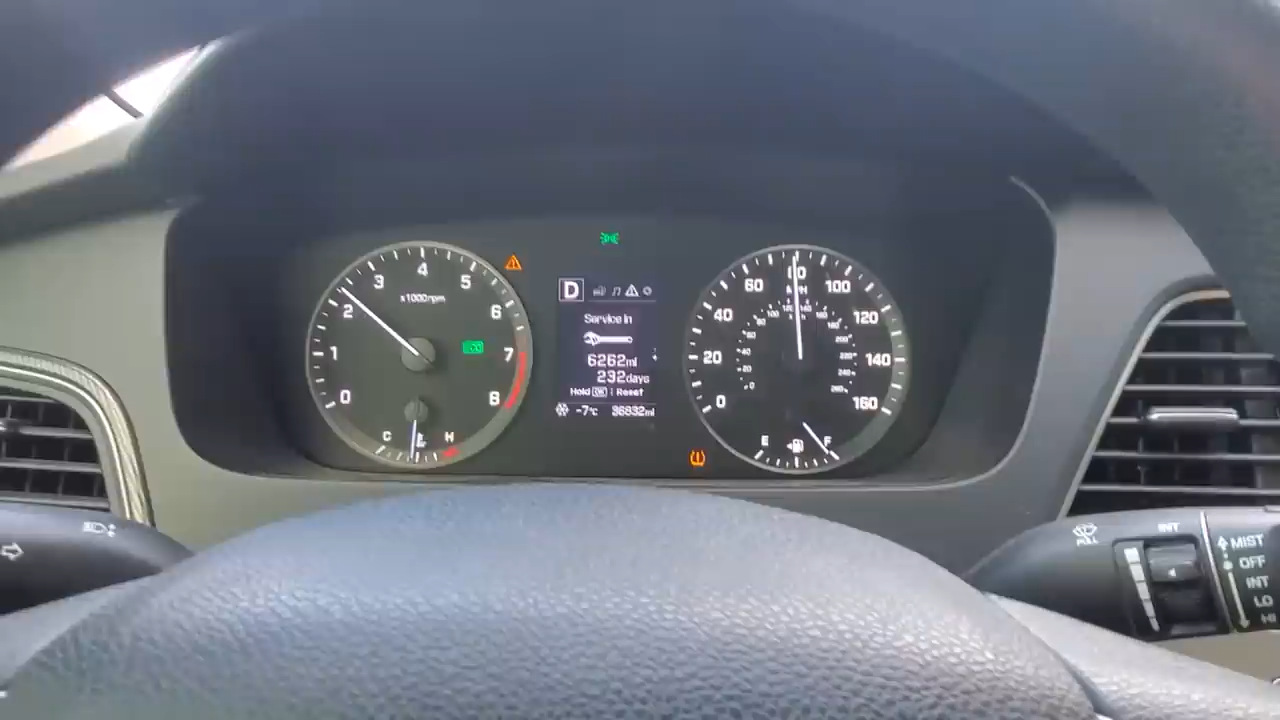 0
1
2
3
4
5
6
7
8
x1000rpm
C
H
D
Service in
6262mi
232days
Hold OK : Reset
-7°C
36832mi
0
20
40
60
80
100
120
140
160
MPH
E
F
INT
PULL
MIST
OFF
INT
LO
HI